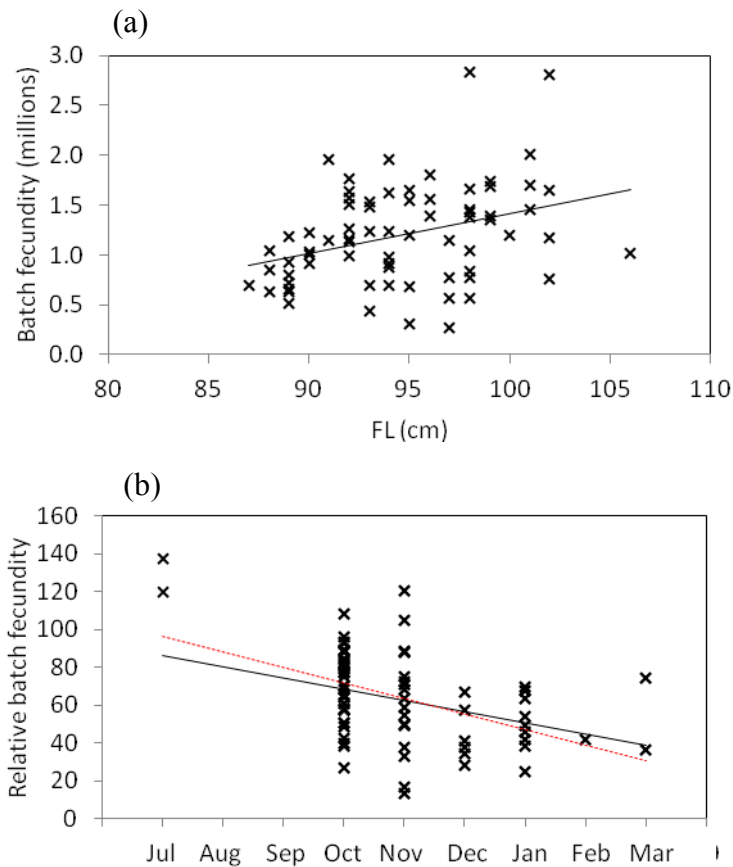 (a)
Batch fecundity (millions)
3.0
2.5
2.0
1.5
1.0
0.5
0.0
80 85 90 95 100 105 110
FL (cm)
(b)
Relative batch fecundity
160
140
120
100
80
60
40
20
0
Jul Aug Sep Oct Nov Dec Jan Feb Mar